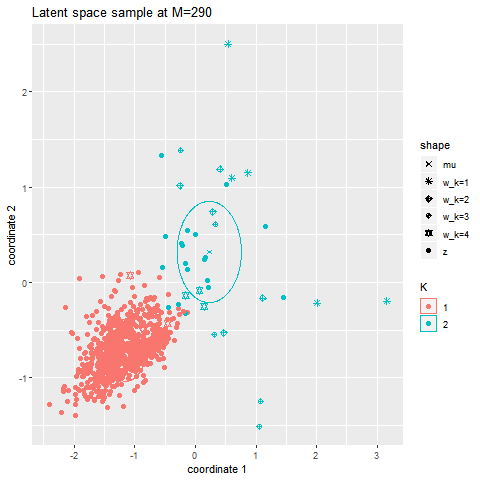 Latent space sample at M=290
coordinate 2
2
1
0
-1
-2
-1
0
1
2
3
coordinate 1
shape
mu
w_k=1
w_k=2
w_k=3
w_k=4
z
K
1
2